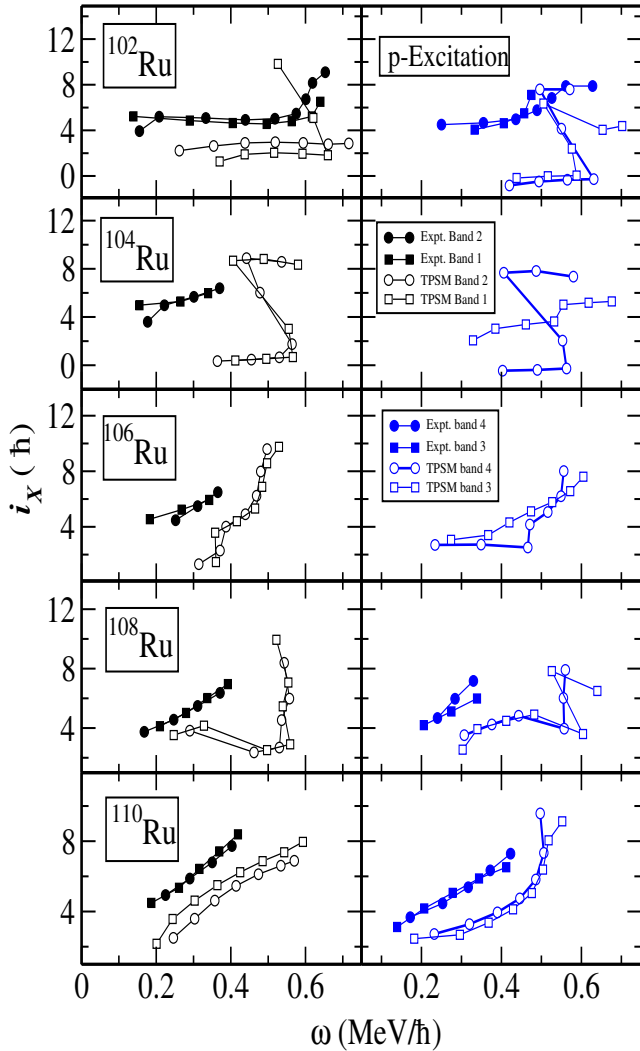 12
8
4
0
¹⁰²Ru
p-Excitation
12
8
4
0
¹⁰⁴Ru
Expt. Band 2
Expt. Band 1
TPSM Band 2
TPSM Band 1
i_X (ħ)
12
8
4
¹⁰⁶Ru
Expt. band 4
Expt. band 3
TPSM band 4
TPSM band 3
12
8
4
¹⁰⁸Ru
8
4
¹¹⁰Ru
0 0.2 0.4 0.6 0.2 0.4 0.6
ω (MeV/ħ)
ω (MeV/ħ)